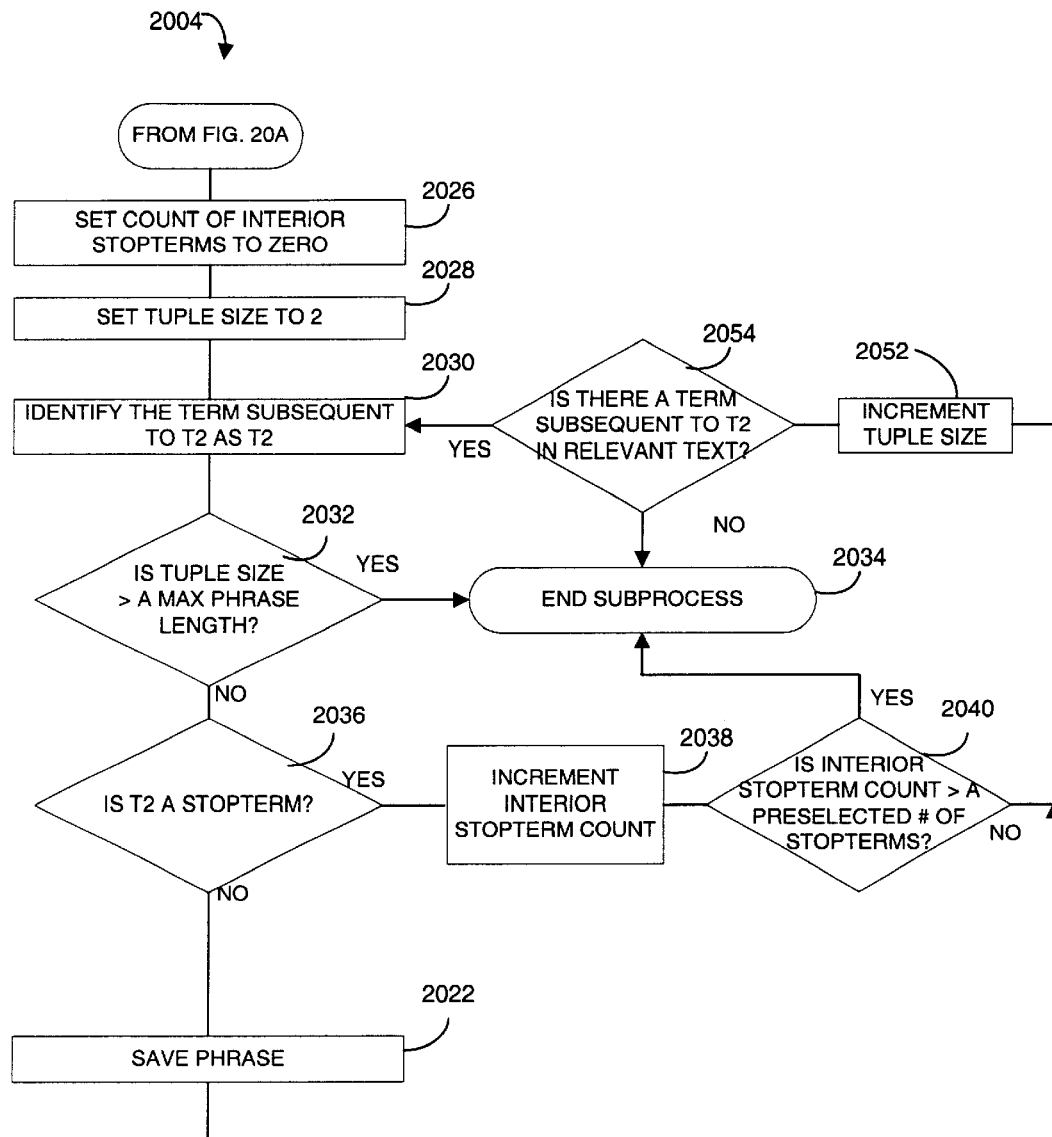 2004
FROM FIG. 20A
2026
SET COUNT OF INTERIOR
STOPTERMS TO ZERO
2028
SET TUPLE SIZE TO 2
2030
IDENTIFY THE TERM SUBSEQUENT
TO T2 AS T2
2054
IS THERE A TERM
SUBSEQUENT TO T2
IN RELEVANT TEXT?
YES
NO
2052
INCREMENT
TUPLE SIZE
2032
IS TUPLE SIZE
> A MAX PHRASE
LENGTH?
YES
NO
2034
END SUBPROCESS
2036
IS T2 A STOPTERM?
YES
NO
2038
INCREMENT
INTERIOR
STOPTERM COUNT
2040
IS INTERIOR
STOPTERM COUNT > A
PRESELECTED # OF
STOPTERMS?
YES
NO
2022
SAVE PHRASE